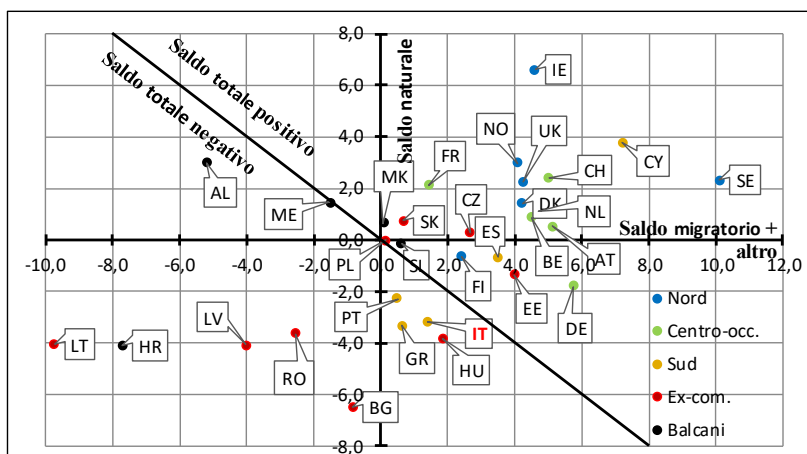 8,0
6,0
4,0
2,0
0,0
-2,0
-4,0
-6,0
-8,0
-10,0
-8,0
-6,0
-4,0
-2,0
0,0
2,0
4,0
6,0
8,0
10,0
12,0
Saldo totale positivo
Saldo totale negativo
Saldo naturale
Saldo migratorio +
altro
IE
NO
UK
FR
CH
CY
SE
AL
MK
ME
CZ
DK
NL
SK
ES
PL
SI
FI
BE
AT
EE
DE
PT
IT
GR
HU
LV
LT
HR
RO
BG
Nord
Centro-occ.
Sud
Ex-com.
Balcani